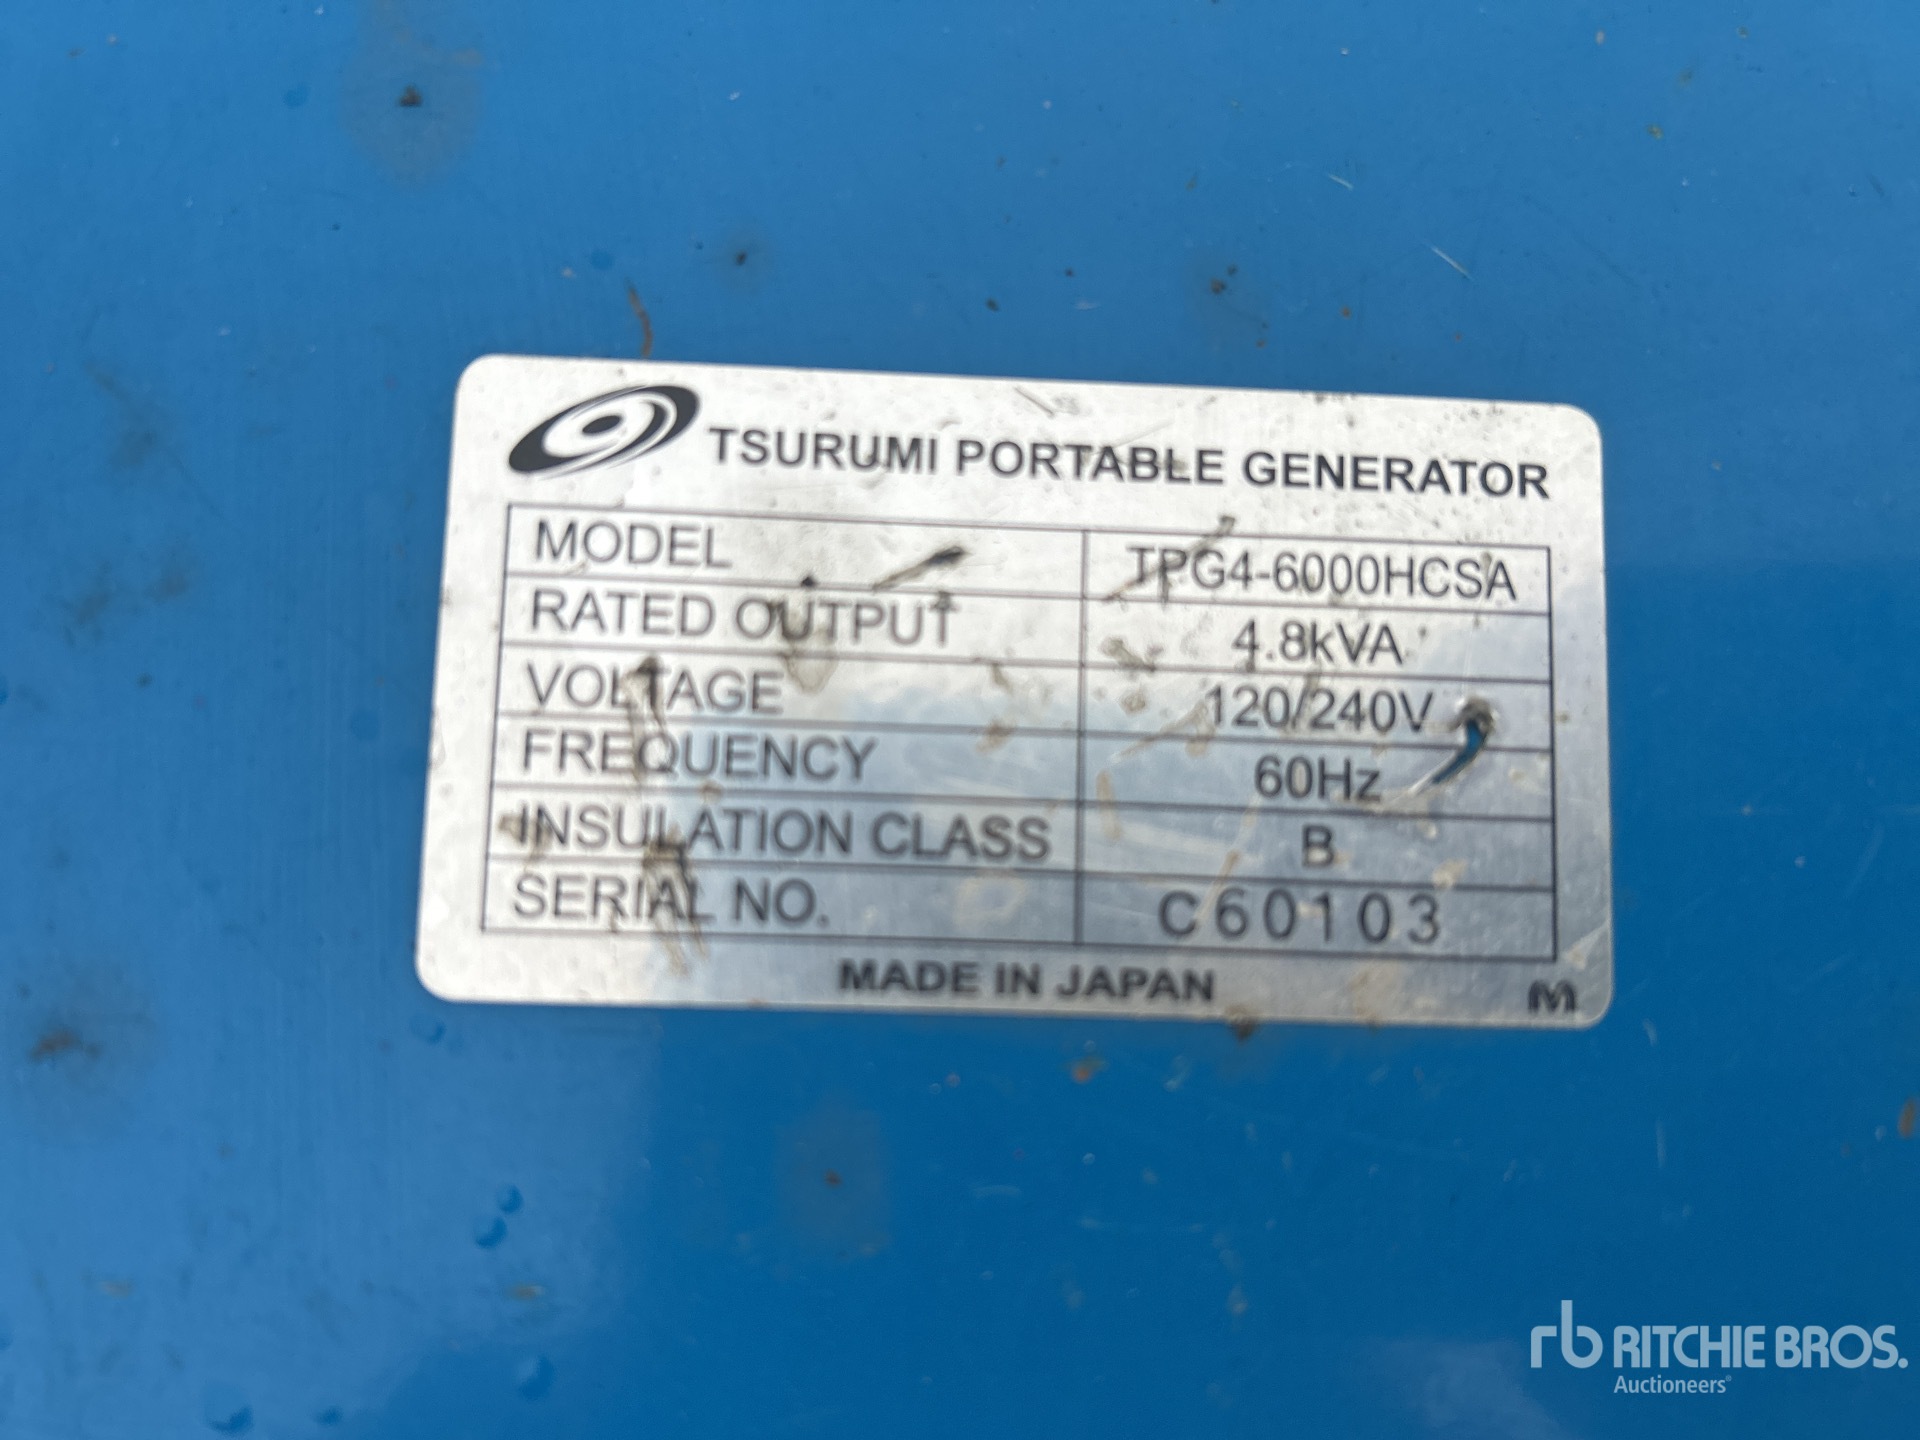 TSURUMI PORTABLE GENERATOR
MODEL TPG4-6000HCSA
RATED OUTPUT 4.8kVA
VOLTAGE 120/240V
FREQUENCY 60Hz
INSULATION CLASS B
SERIAL NO. C60103
MADE IN JAPAN
M
rb RITCHIE BROS.
Auctioneers®